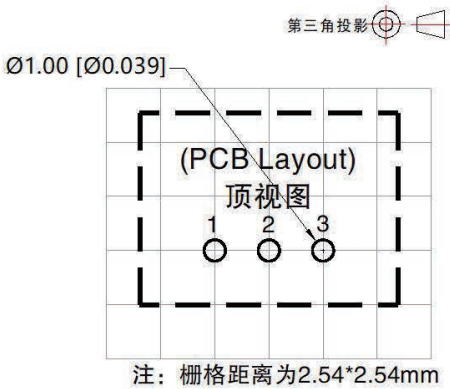 第三角投影
Ø1.00 [Ø0.039]
(PCB Layout)
顶视图
1 2 3
注：栅格距离为2.54*2.54mm